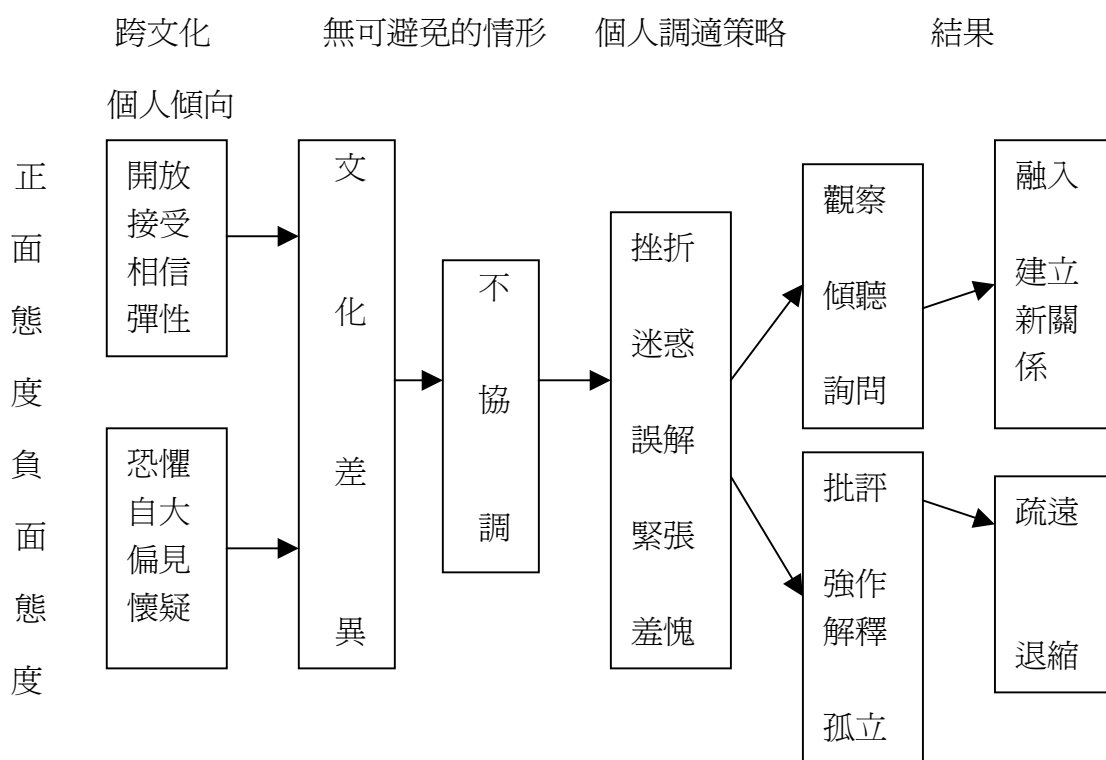 跨文化
個人傾向
無可避免的情形
個人調適策略
結果
正面態度負面態度
開放
接受
相信
彈性
恐懼
自大
偏見
懷疑
文化差異
不協調
挫折
迷惑
誤解
緊張
羞愧
觀察
傾聽
詢問
批評
強作
解釋
孤立
融入
建立
新關
係
疏遠
退縮